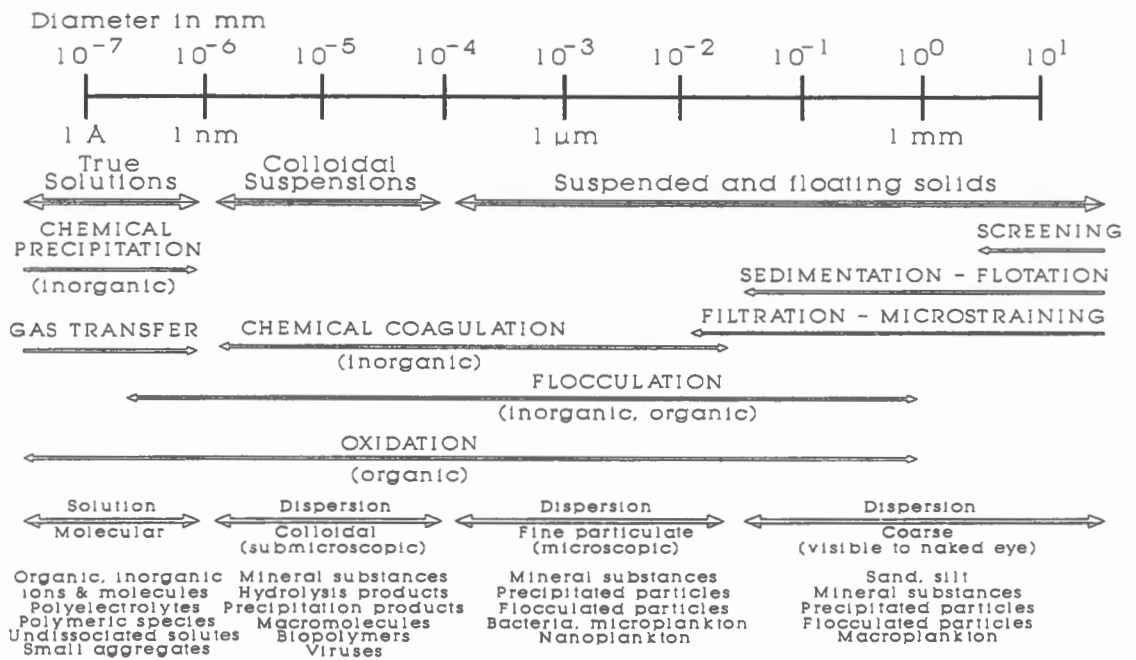 Diameter in mm
10⁻⁷ 10⁻⁶ 10⁻⁵ 10⁻⁴ 10⁻³ 10⁻² 10⁻¹ 10⁰ 10¹
1 A 1 nm 1 μm 1 mm
True
Solutions
Colloidal
Suspensions
Suspended and floating solids
CHEMICAL
PRECIPITATION
(inorganic)
SCREENING
SEDIMENTATION - FLOTATION
FILTRATION - MICROSTRAINING
GAS TRANSFER
CHEMICAL COAGULATION
(inorganic)
FLOCCULATION
(inorganic, organic)
OXIDATION
(organic)
Solution
Molecular
Dispersion
Colloidal
(submicroscopic)
Dispersion
Fine particulate
(microscopic)
Dispersion
Coarse
(visible to naked eye)
Organic, inorganic
ions & molecules
Polyelectrolytes
Polymeric species
Undissociated solutes
Small aggregates
Mineral substances
Hydrolysis products
Precipitation products
Macromolecules
Biopolymers
Viruses
Mineral substances
Precipitated particles
Flocculated particles
Bacteria, microplankton
Nanoplankton
Sand, silt
Mineral substances
Precipitated particles
Flocculated particles
Macroplankton